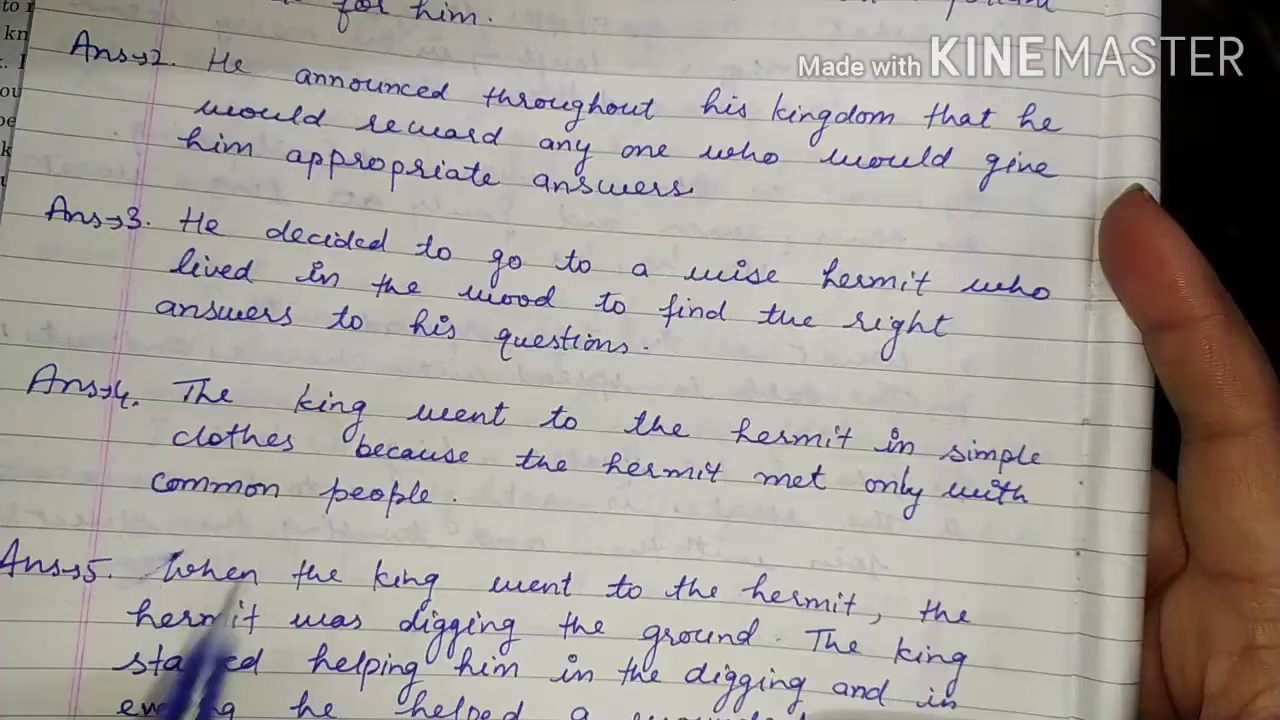 for him.
Made with KINEMASTER
Ans→2. He announced throughout his kingdom that he
would reward any one who would give
him appropriate answers.
Ans→3. He decided to go to a wise hermit who
lived in the wood to find the right
answers to his questions.
Ans→4. The king went to the hermit in simple
clothes because the hermit met only with
common people.
Ans→5. When the king went to the hermit, the
hermit was digging the ground. The king
helping him in the digging and in
he helped a